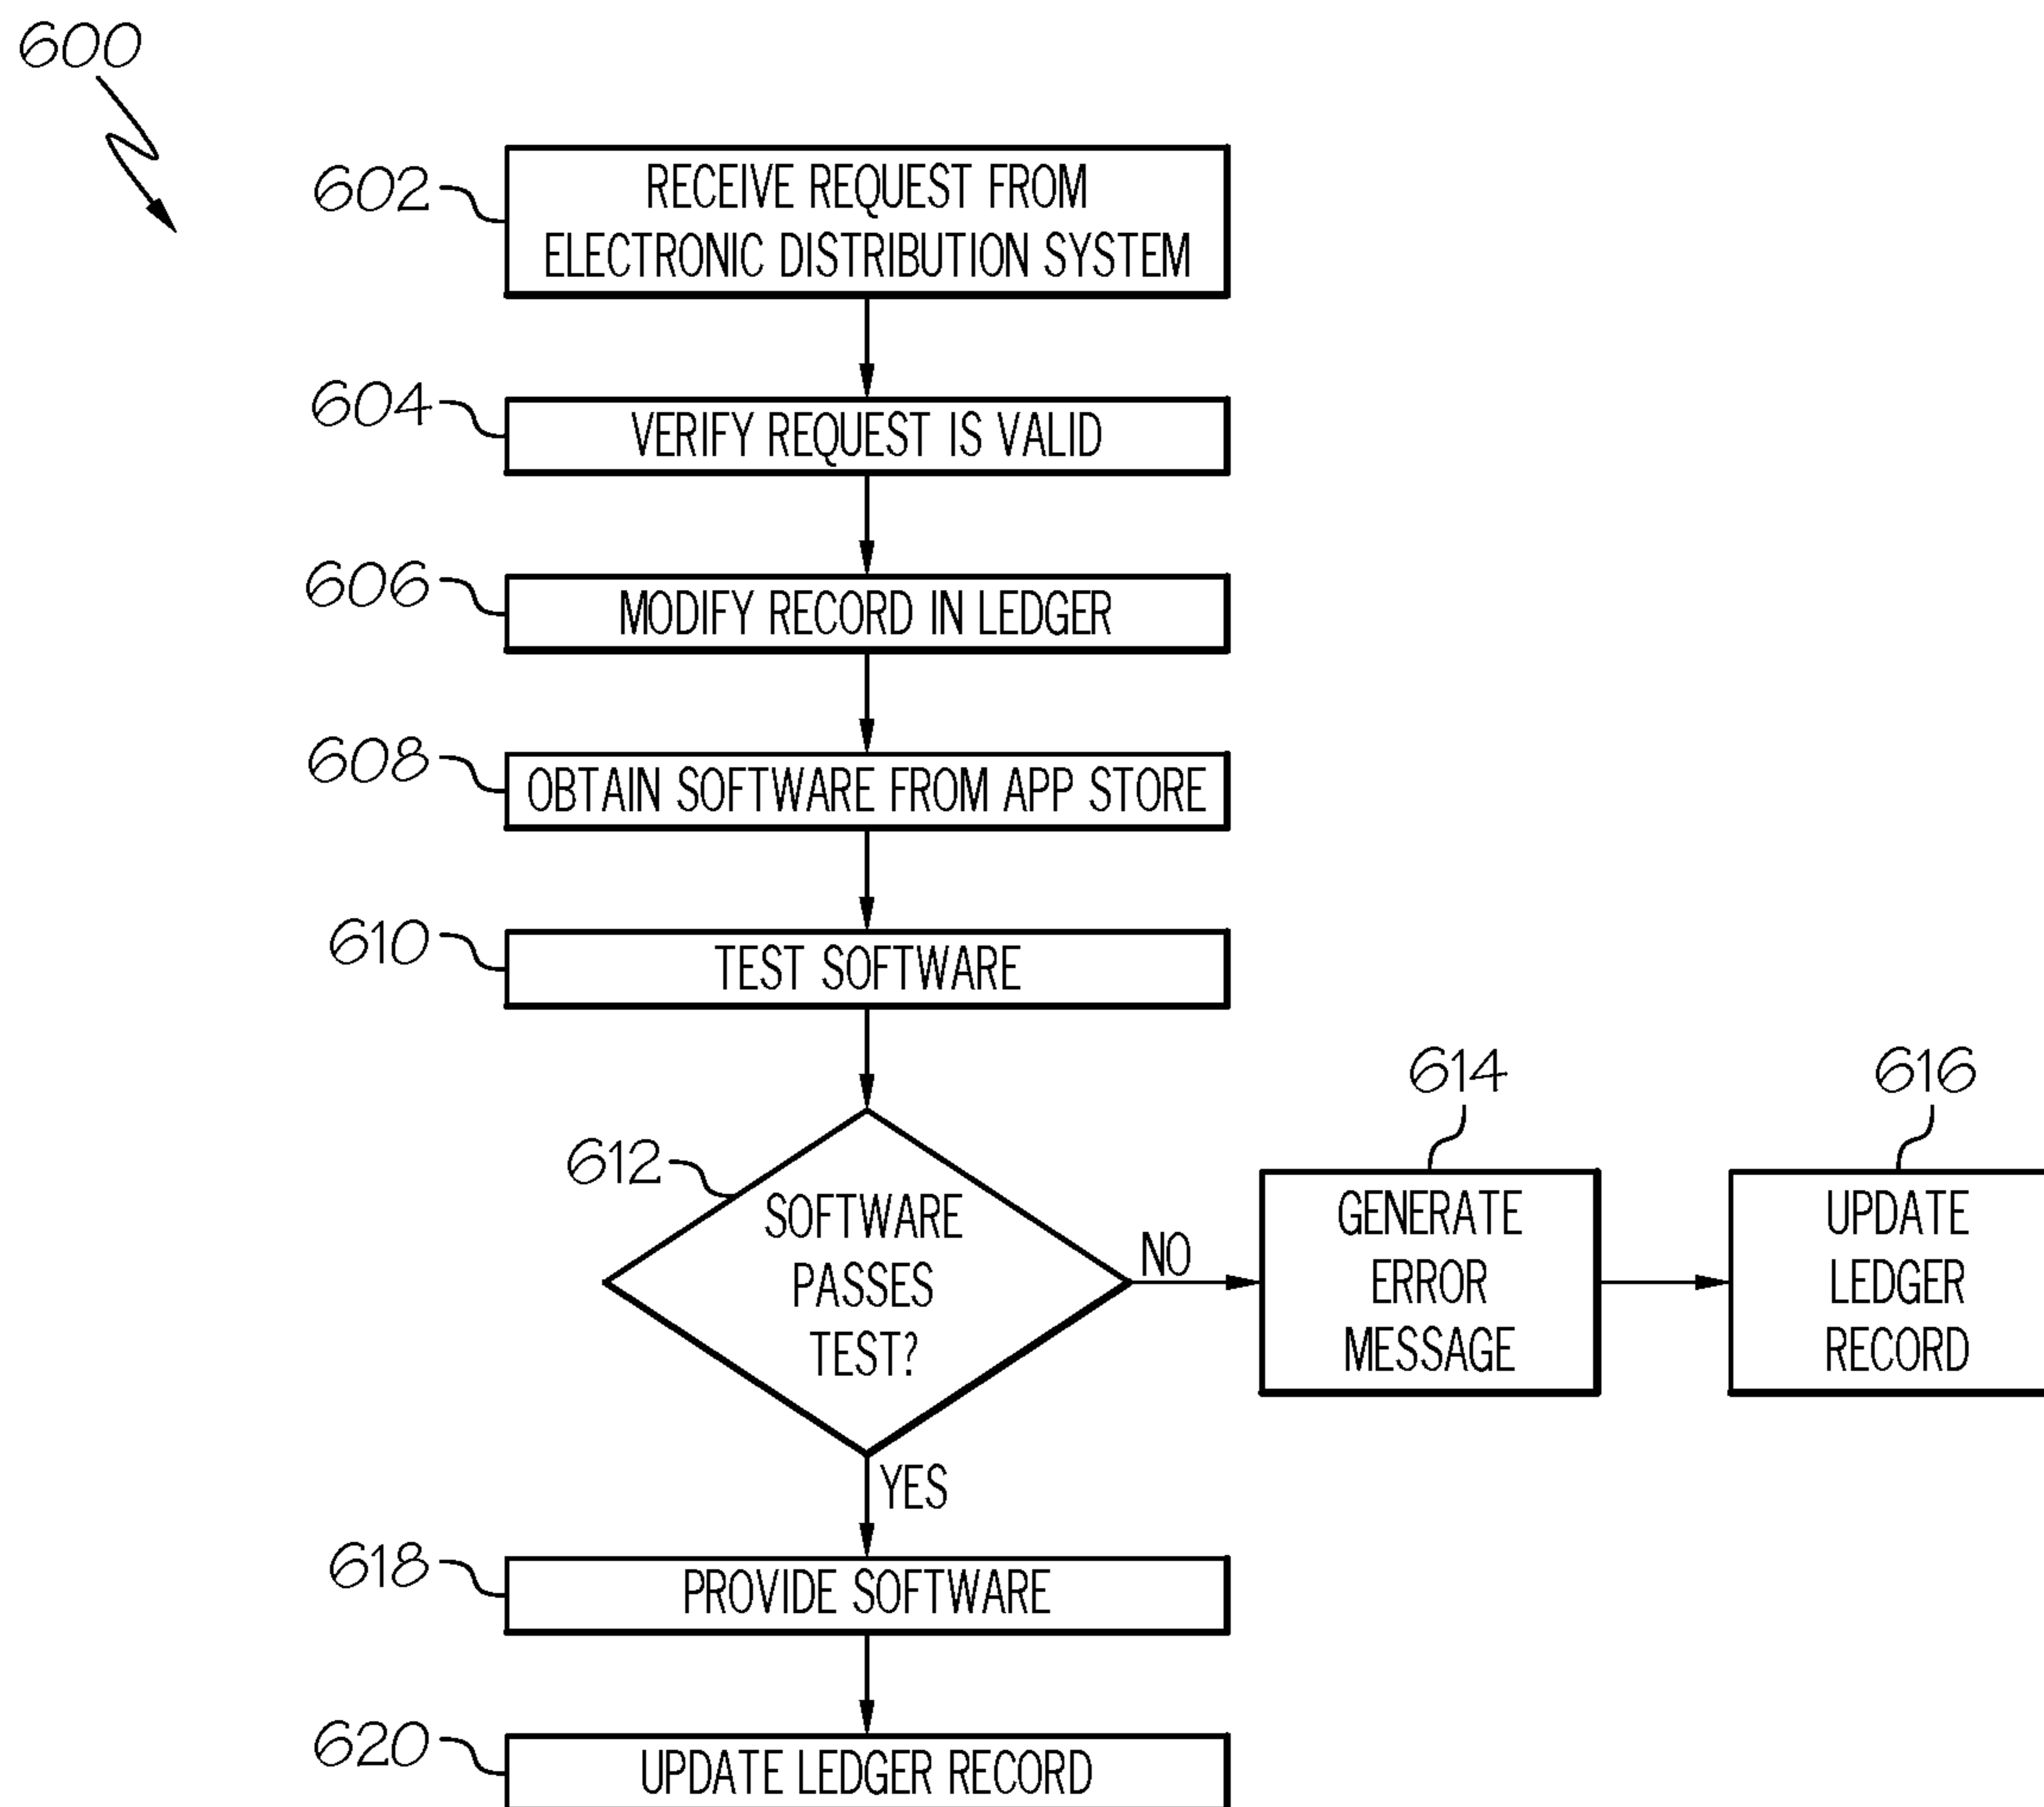 600
602
RECEIVE REQUEST FROM
ELECTRONIC DISTRIBUTION SYSTEM
604
VERIFY REQUEST IS VALID
606
MODIFY RECORD IN LEDGER
608
OBTAIN SOFTWARE FROM APP STORE
610
TEST SOFTWARE
612
SOFTWARE
PASSES
TEST?
NO
614
GENERATE
ERROR
MESSAGE
616
UPDATE
LEDGER
RECORD
YES
618
PROVIDE SOFTWARE
620
UPDATE LEDGER RECORD